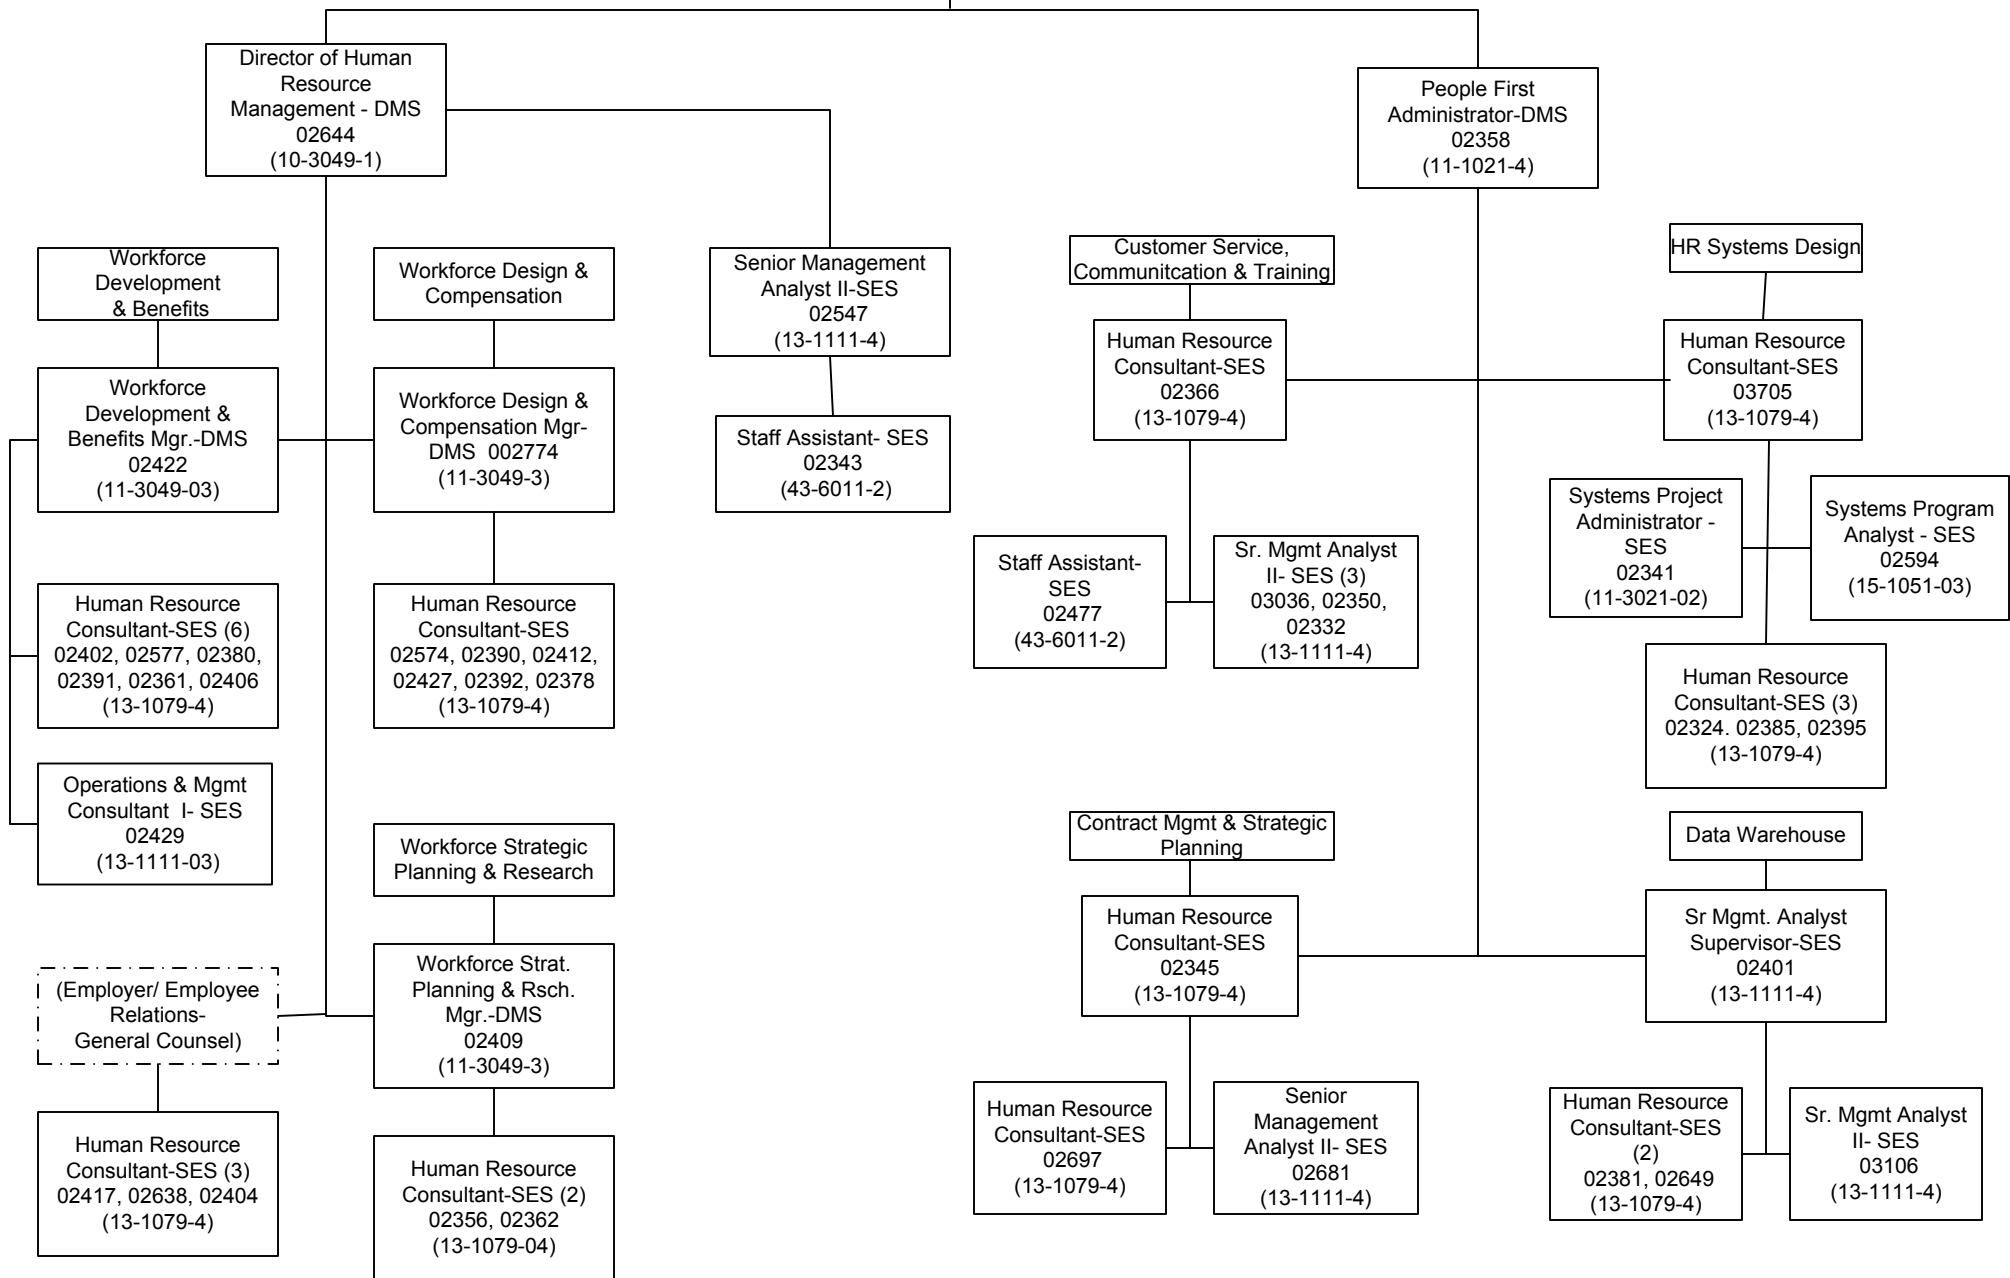 Director of Human
Resource
Management - DMS
02644
(10-3049-1)
People First
Administrator-DMS
02358
(11-1021-4)
Workforce
Development
& Benefits
Workforce Design &
Compensation
Senior Management
Analyst II-SES
02547
(13-1111-4)
Customer Service,
Communitcation & Training
HR Systems Design
Workforce
Development &
Benefits Mgr.-DMS
02422
(11-3049-03)
Workforce Design &
Compensation Mgr-
DMS 002774
(11-3049-3)
Staff Assistant- SES
02343
(43-6011-2)
Human Resource
Consultant-SES
02366
(13-1079-4)
Human Resource
Consultant-SES
03705
(13-1079-4)
Staff Assistant-
SES
02477
(43-6011-2)
Sr. Mgmt Analyst
II- SES (3)
03036, 02350,
02332
(13-1111-4)
Systems Project
Administrator -
SES
02341
(11-3021-02)
Systems Program
Analyst - SES
02594
(15-1051-03)
Human Resource
Consultant-SES (6)
02402, 02577, 02380,
02391, 02361, 02406
(13-1079-4)
Human Resource
Consultant-SES
02574, 02390, 02412,
02427, 02392, 02378
(13-1079-4)
Human Resource
Consultant-SES (3)
02324. 02385, 02395
(13-1079-4)
Operations & Mgmt
Consultant I- SES
02429
(13-1111-03)
Workforce Strategic
Planning & Research
Contract Mgmt & Strategic
Planning
Data Warehouse
(Employer/ Employee
Relations-
General Counsel)
Workforce Strat.
Planning & Rsch.
Mgr.-DMS
02409
(11-3049-3)
Human Resource
Consultant-SES
02345
(13-1079-4)
Sr Mgmt. Analyst
Supervisor-SES
02401
(13-1111-4)
Human Resource
Consultant-SES (3)
02417, 02638, 02404
(13-1079-4)
Human Resource
Consultant-SES (2)
02356, 02362
(13-1079-04)
Human Resource
Consultant-SES
02697
(13-1079-4)
Senior
Management
Analyst II- SES
02681
(13-1111-4)
Human Resource
Consultant-SES
(2)
02381, 02649
(13-1079-4)
Sr. Mgmt Analyst
II- SES
03106
(13-1111-4)